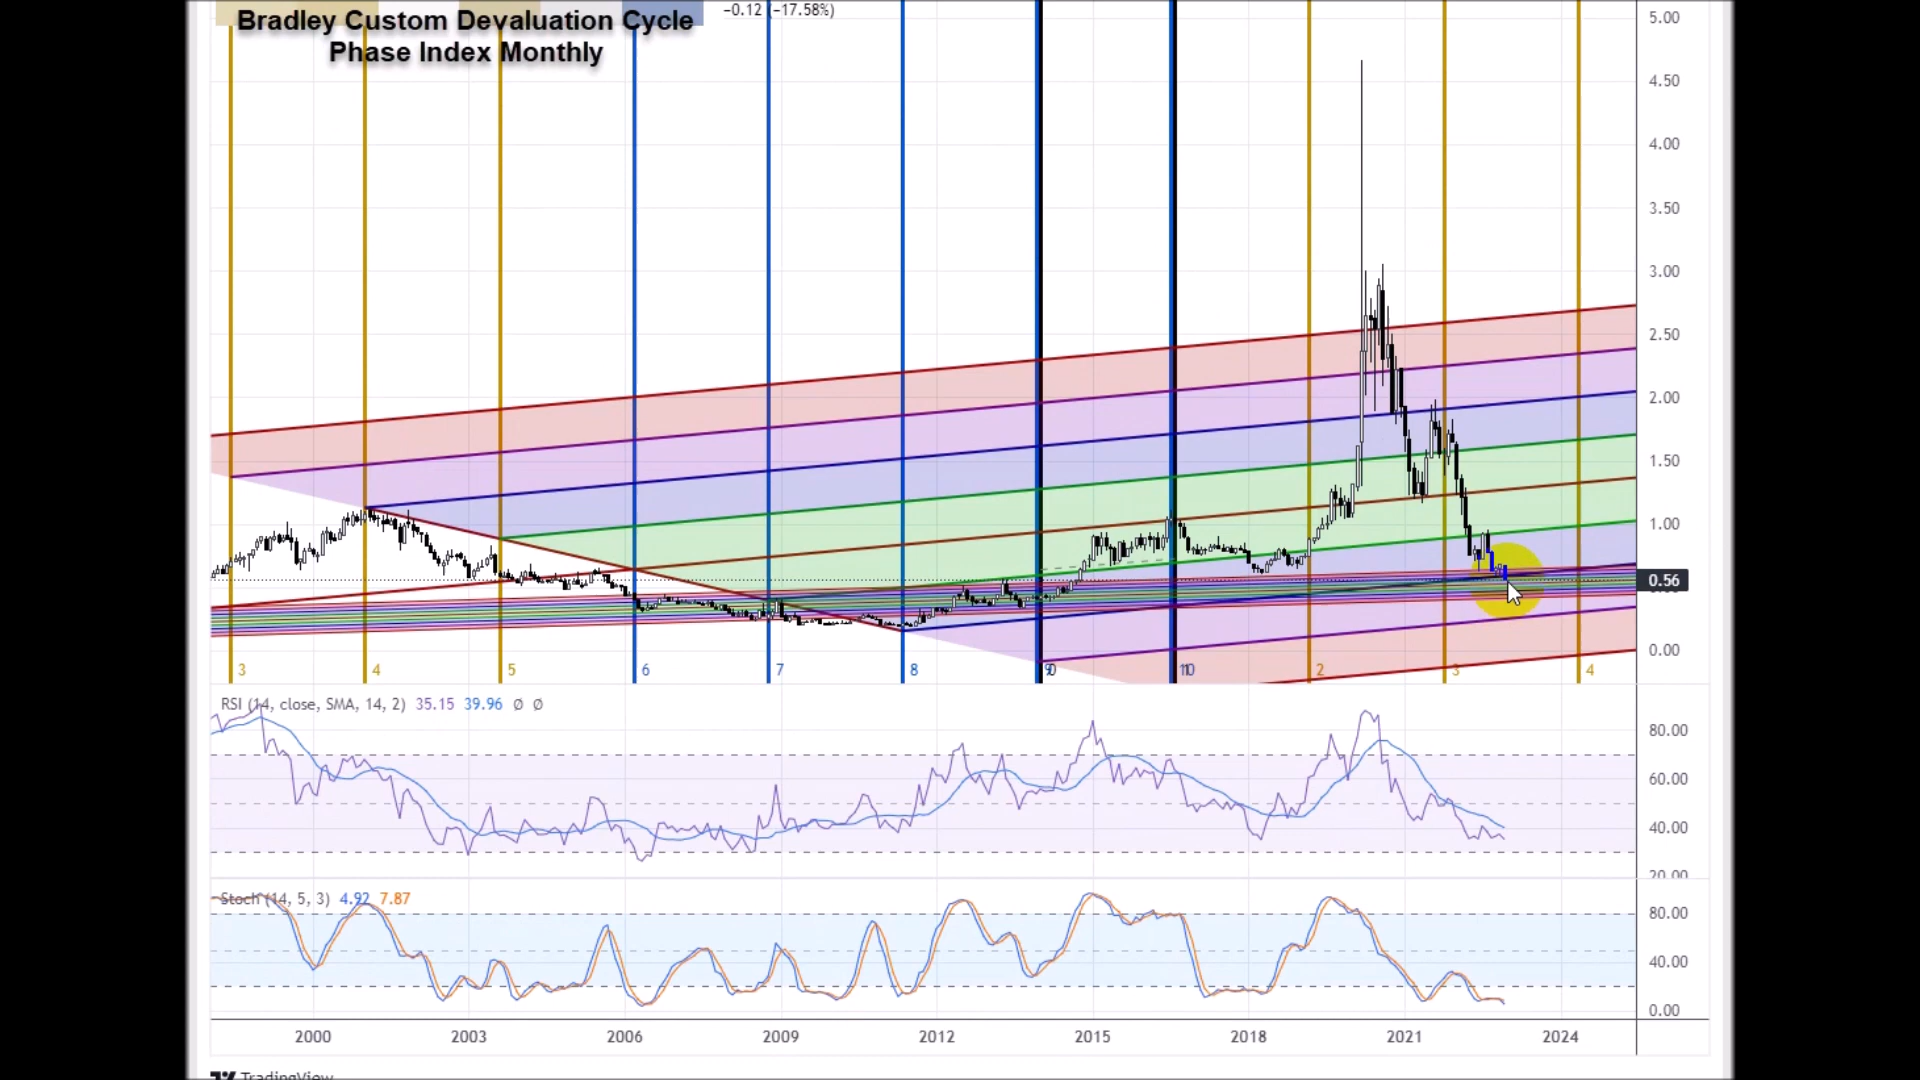 −0.12 (−17.58%)
Bradley Custom Devaluation Cycle
Phase Index Monthly
5.00
4.50
4.00
3.50
3.00
2.50
2.00
1.50
1.00
0.56
0.00
3 4 5 6 7 8 10 2 3 4
RSI (14, close, SMA, 14, 2) 35.15 39.96 ∅ ∅
80.00
60.00
40.00
20.00
Stoch (14, 5, 3) 4.92 7.87
80.00
40.00
0.00
2000 2003 2006 2009 2012 2015 2018 2021 2024
TradingView